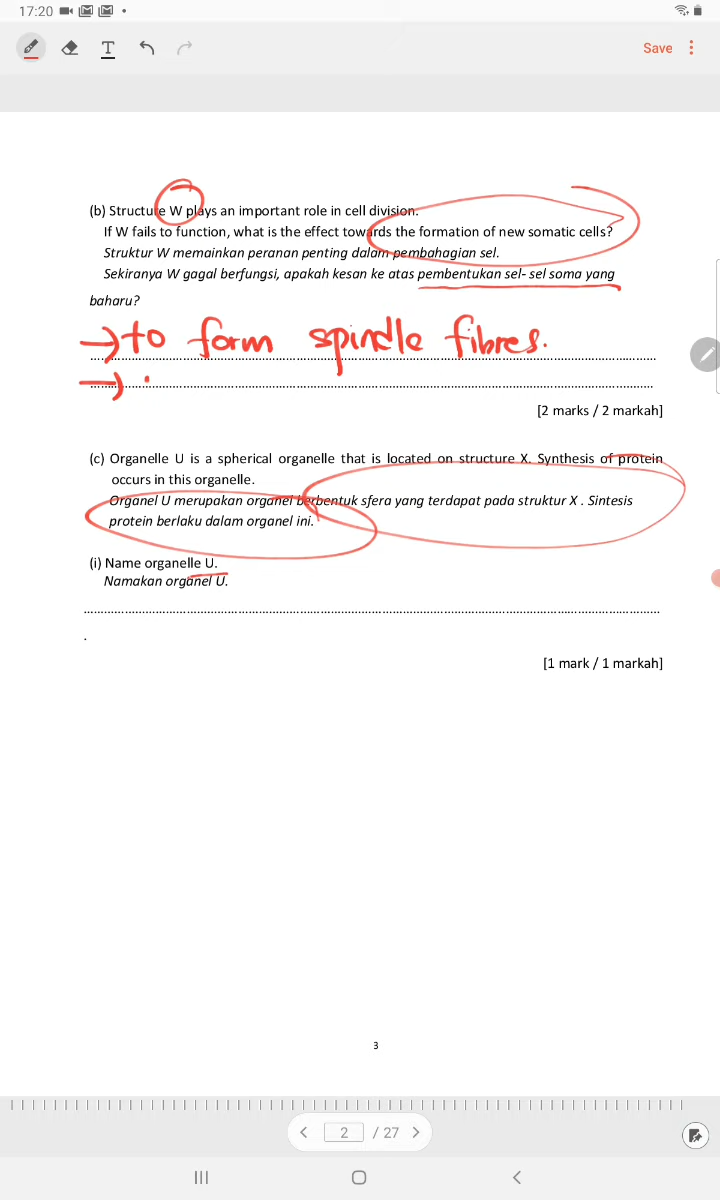 17:20
T
Save
(b) Structure W plays an important role in cell division.
If W fails to function, what is the effect towards the formation of new somatic cells?
Struktur W memainkan peranan penting dalam pembahagian sel.
Sekiranya W gagal berfungsi, apakah kesan ke atas pembentukan sel- sel soma yang
baharu?
→ to form spindle fibres.
→
[2 marks / 2 markah]
(c) Organelle U is a spherical organelle that is located on structure X. Synthesis of protein
occurs in this organelle.
Organel U merupakan organel berbentuk sfera yang terdapat pada struktur X . Sintesis
protein berlaku dalam organel ini.
(i) Name organelle U.
Namakan organel U.
.
[1 mark / 1 markah]
3
2 / 27